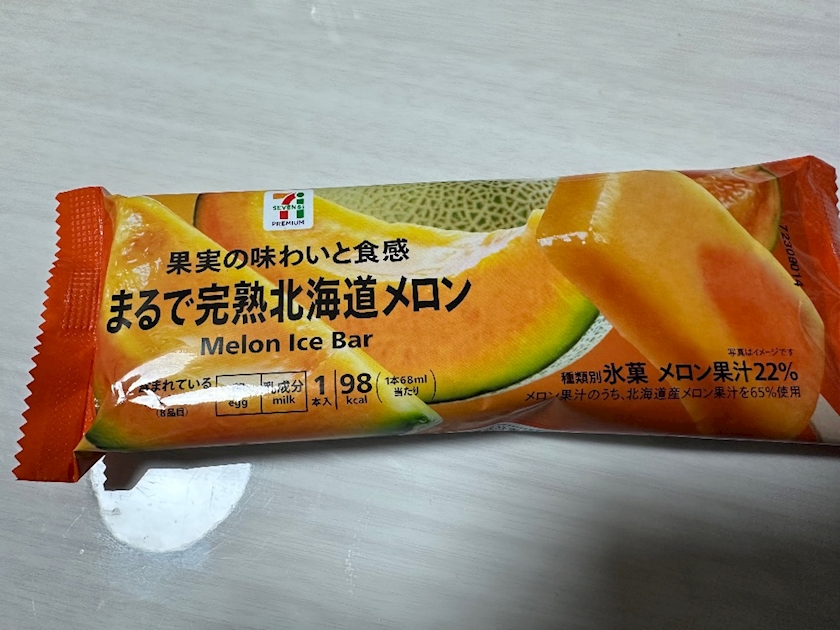 SEVEN&i
PREMIUM
果実の味わいと食感
まるで完熟北海道メロン
Melon Ice Bar
まれている
(8品目)
egg
乳成分
milk
1
本入
98
kcal
(1本68ml
当たり)
写真はイメージです
種類別 氷菓 メロン果汁22%
メロン果汁のうち、北海道産メロン果汁を65%使用